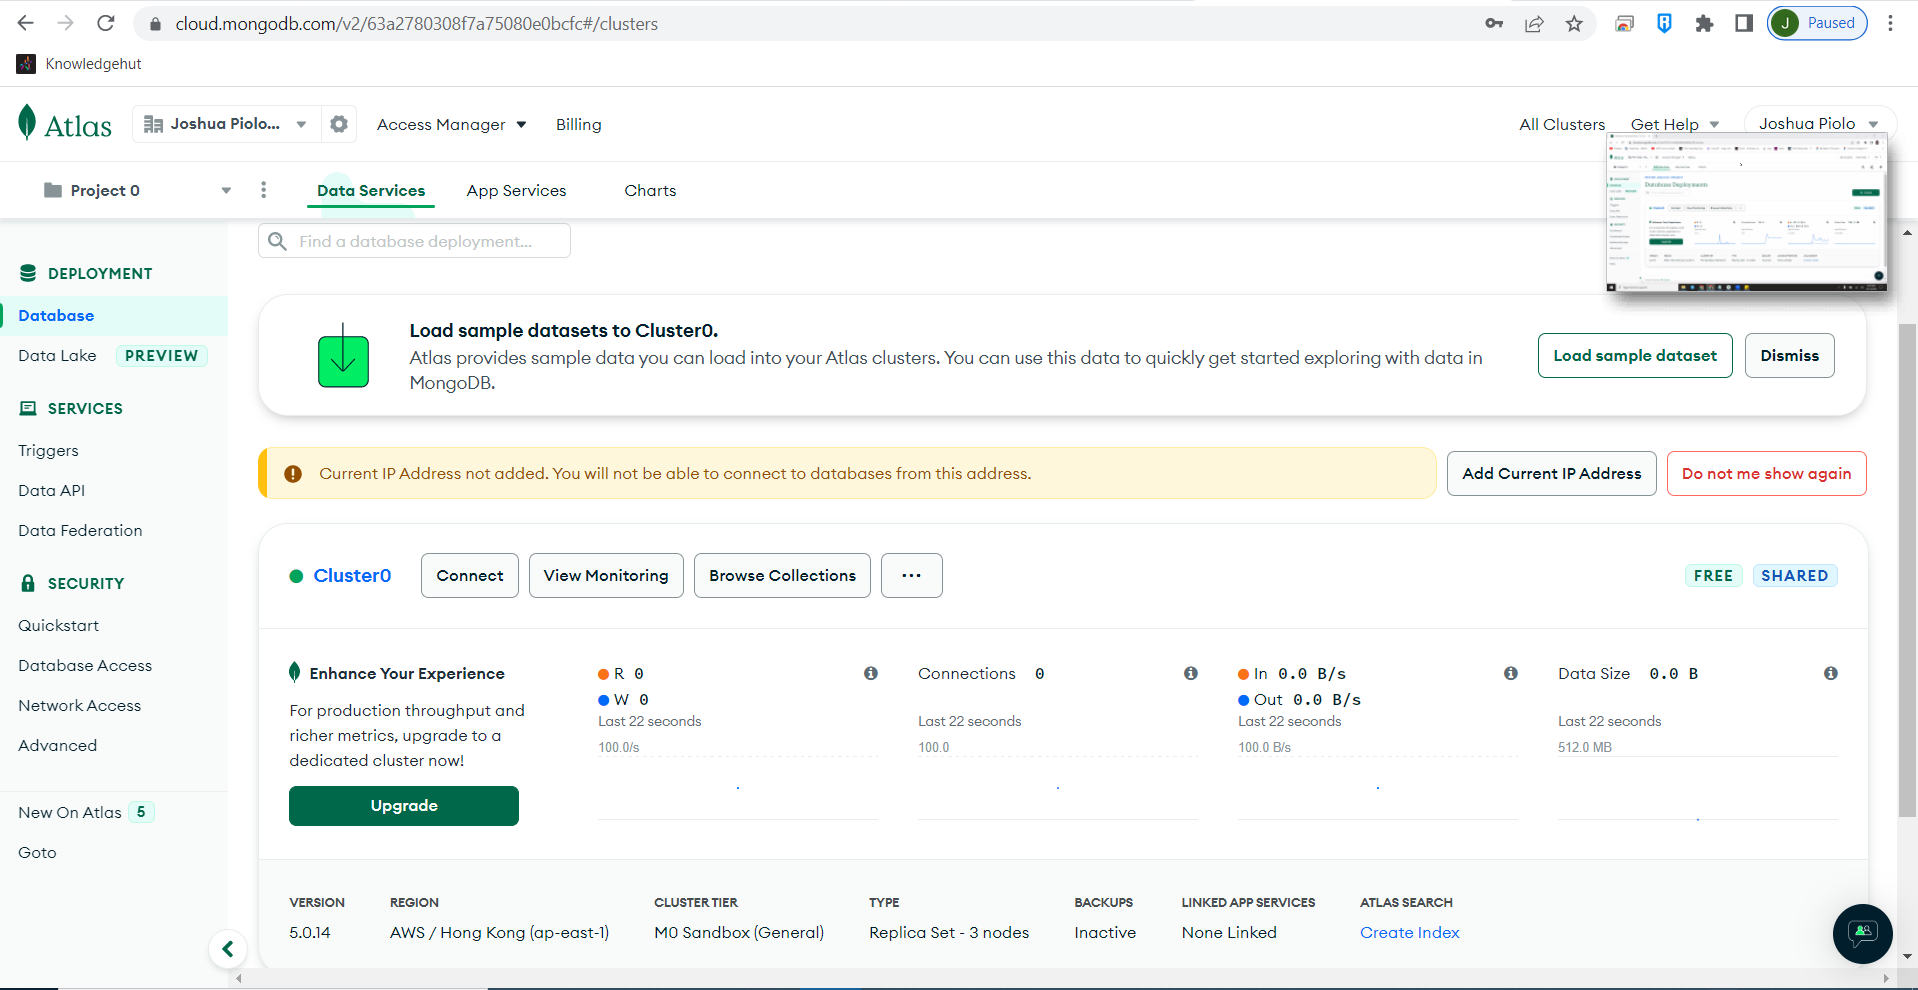 cloud.mongodb.com/v2/63a2780308f7a75080e0bcfc#/clusters
J Paused
Knowledgehut
Atlas
Joshua Piolo...
Access Manager
Billing
All Clusters
Get Help
Joshua Piolo
Project 0
Data Services
App Services
Charts
Find a database deployment...
DEPLOYMENT
Database
Data Lake PREVIEW
SERVICES
Triggers
Data API
Data Federation
SECURITY
Quickstart
Database Access
Network Access
Advanced
New On Atlas 5
Goto
Database Deployments
Load sample datasets to Cluster0.
Atlas provides sample data you can load into your Atlas clusters. You can use this data to quickly get started exploring with data in
MongoDB.
Load sample dataset
Dismiss
Current IP Address not added. You will not be able to connect to databases from this address.
Add Current IP Address
Do not me show again
Cluster0
Connect
View Monitoring
Browse Collections
...
FREE
SHARED
Enhance Your Experience
For production throughput and
richer metrics, upgrade to a
dedicated cluster now!
Upgrade
R 0
W 0
Last 22 seconds
100.0/s
Connections 0
Last 22 seconds
100.0
In 0.0 B/s
Out 0.0 B/s
Last 22 seconds
100.0 B/s
Data Size 0.0 B
Last 22 seconds
512.0 MB
VERSION
5.0.14
REGION
AWS / Hong Kong (ap-east-1)
CLUSTER TIER
M0 Sandbox (General)
TYPE
Replica Set - 3 nodes
BACKUPS
Inactive
LINKED APP SERVICES
None Linked
ATLAS SEARCH
Create Index